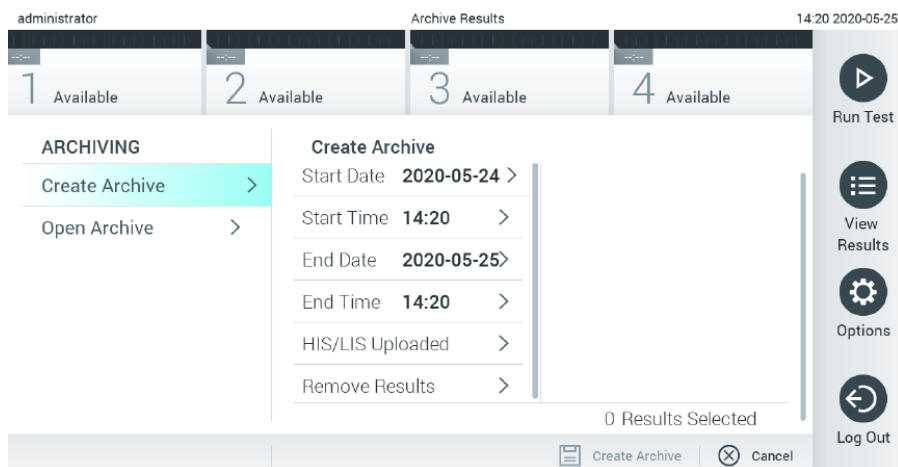 administrator Archive Results 14:20 2020-05-25
--:-- --:-- --:-- --:--
1 Available 2 Available 3 Available 4 Available
Run Test
ARCHIVING
Create Archive
Open Archive
Create Archive
Start Date 2020-05-24
Start Time 14:20
End Date 2020-05-25
End Time 14:20
HIS/LIS Uploaded
Remove Results
0 Results Selected
View
Results
Options
Log Out
Create Archive Cancel